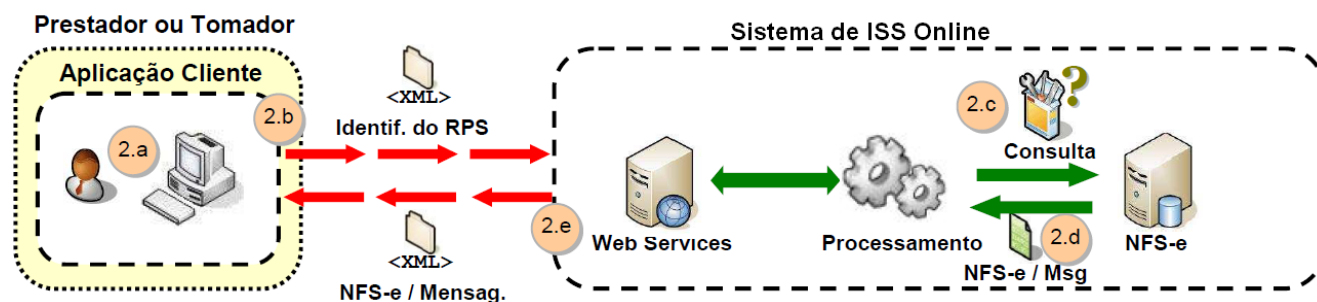 Prestador ou Tomador
Sistema de ISS Online
Aplicação Cliente
<XML>
2.a
2.b
Identif. do RPS
2.c
?
Consulta
2.e
Web Services
Processamento
2.d
NFS-e
NFS-e / Msg
<XML>
NFS-e / Mensag.